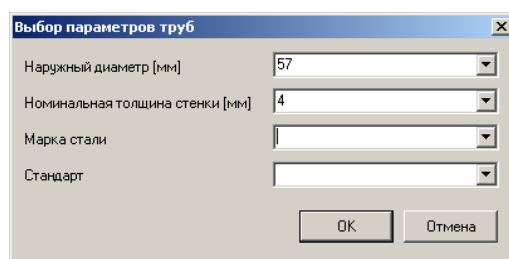 Выбор параметров труб
Наружный диаметр [мм] 57
Номинальная толщина стенки [мм] 4
Марка стали
Стандарт
OK Отмена